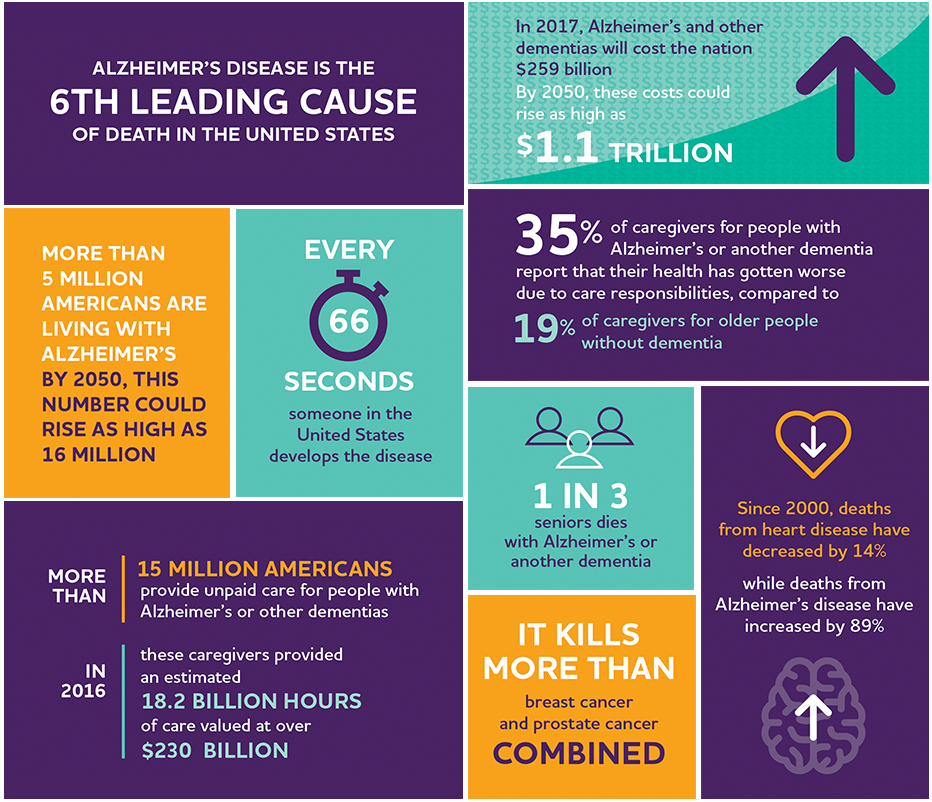 ALZHEIMER'S DISEASE IS THE
6TH LEADING CAUSE
OF DEATH IN THE UNITED STATES
In 2017, Alzheimer's and other
dementias will cost the nation
$259 billion
By 2050, these costs could
rise as high as
$1.1 TRILLION
MORE THAN
5 MILLION
AMERICANS ARE
LIVING WITH
ALZHEIMER'S
BY 2050, THIS
NUMBER COULD
RISE AS HIGH AS
16 MILLION
EVERY
66
SECONDS
someone in the
United States
develops the disease
35% of caregivers for people with
Alzheimer's or another dementia
report that their health has gotten worse
due to care responsibilities, compared to
19% of caregivers for older people
without dementia
1 IN 3
seniors dies
with Alzheimer's or
another dementia
Since 2000, deaths
from heart disease have
decreased by 14%
while deaths from
Alzheimer's disease have
increased by 89%
MORE
THAN
15 MILLION AMERICANS
provide unpaid care for people with
Alzheimer's or other dementias
IN
2016
these caregivers provided
an estimated
18.2 BILLION HOURS
of care valued at over
$230 BILLION
IT KILLS
MORE THAN
breast cancer
and prostate cancer
COMBINED